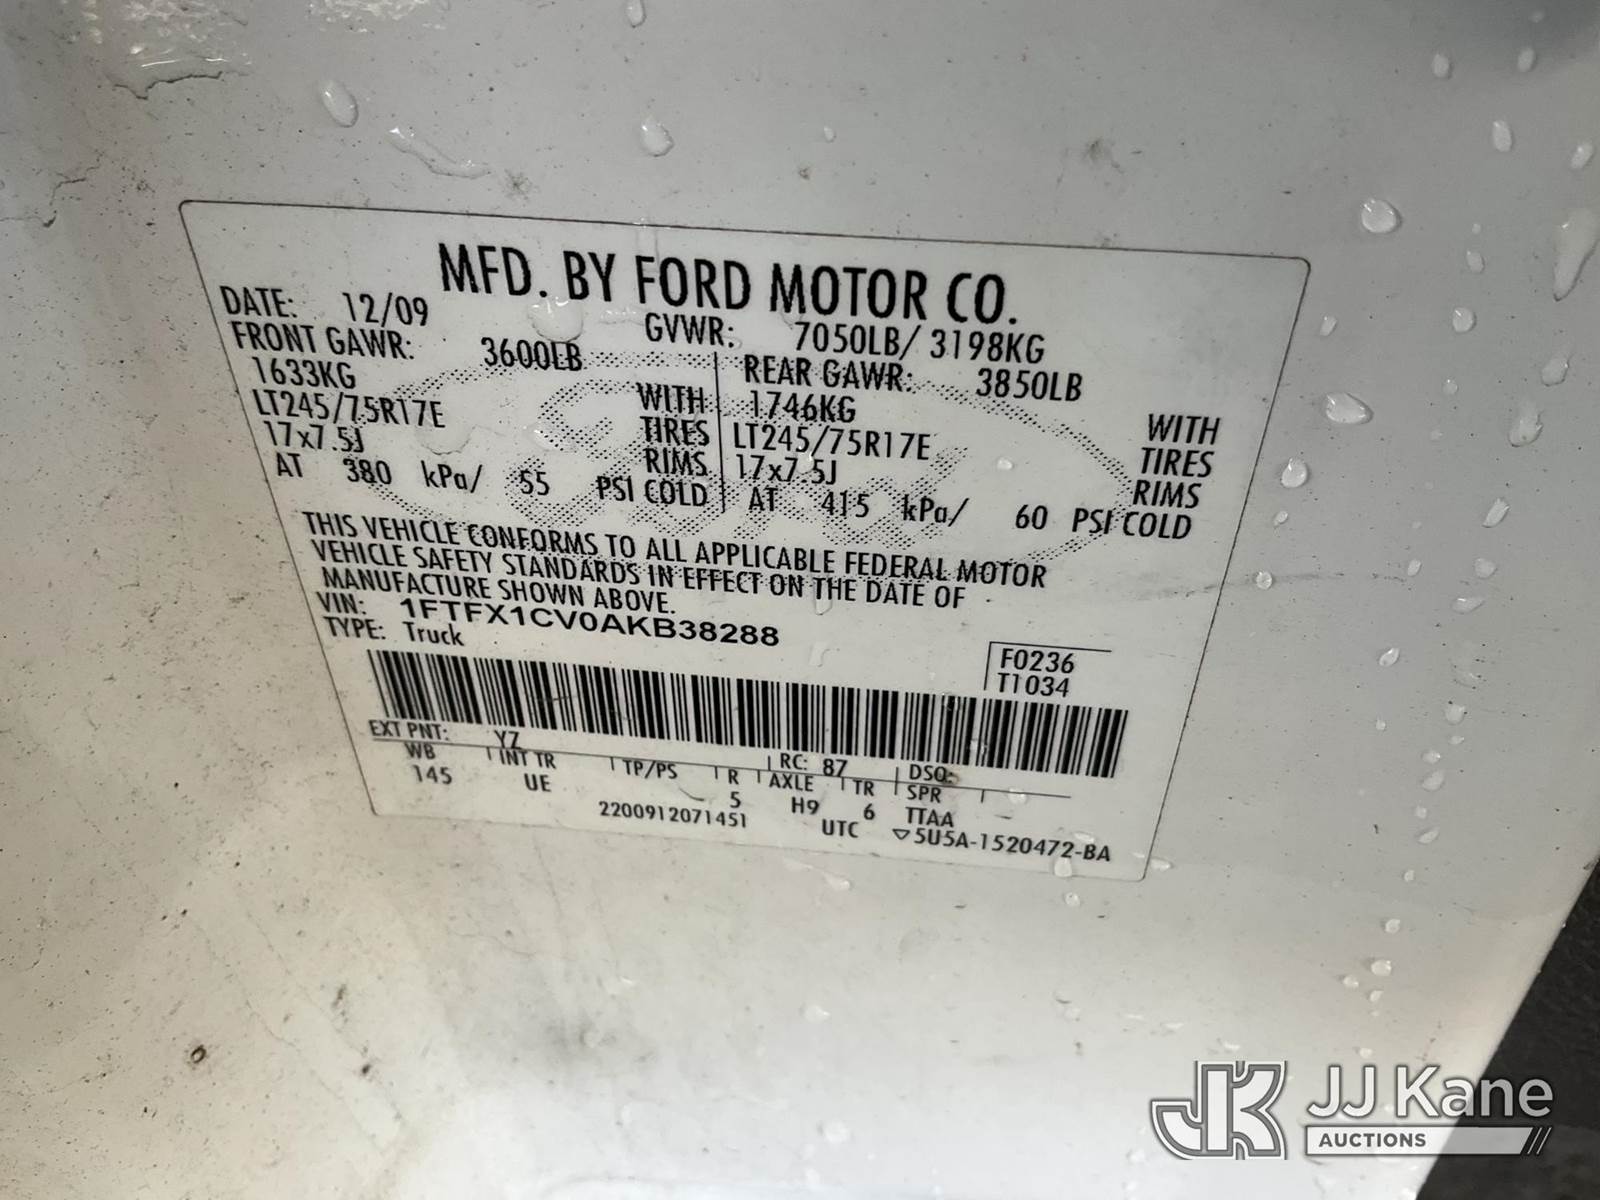 MFD. BY FORD MOTOR CO.
DATE: 12/09 GVWR: 7050LB/ 3198KG
FRONT GAWR: 3600LB REAR GAWR: 3850LB
1633KG WITH 1746KG WITH
LT245/75R17E TIRES LT245/75R17E TIRES
17x7.5J RIMS 17x7.5J RIMS
AT 380 kPa/ 55 PSI COLD AT 415 kPa/ 60 PSI COLD
THIS VEHICLE CONFORMS TO ALL APPLICABLE FEDERAL MOTOR
VEHICLE SAFETY STANDARDS IN EFFECT ON THE DATE OF
MANUFACTURE SHOWN ABOVE.
VIN: 1FTFX1CV0AKB38288
TYPE: Truck
F0236
T1034
EXT PNT: YZ RC: 87 DSO:
WB INT TR TP/PS R AXLE TR SPR
145 UE 5 H9 6 TTAA
2200912071451 UTC ▽5U5A-1520472-BA
JK JJ Kane
AUCTIONS